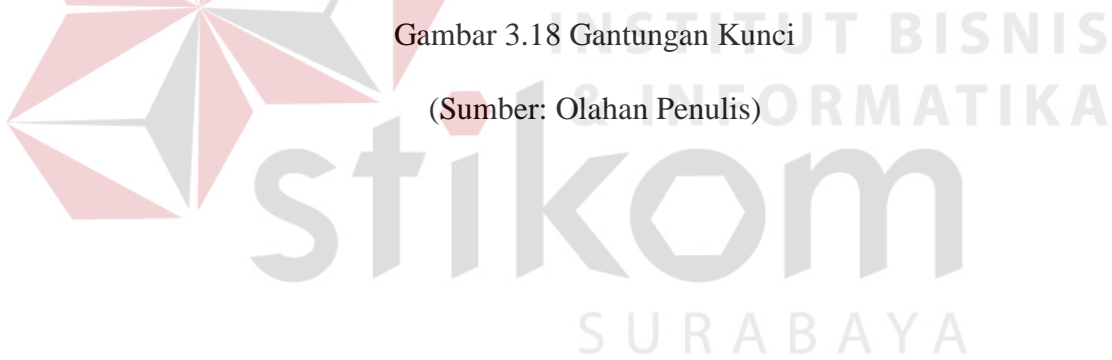 Gambar 3.18 Gantungan Kunci
INSTITUT BISNIS
(Sumber: Olahan Penulis)
& INFORMATIKA
stikom
SURABAYA